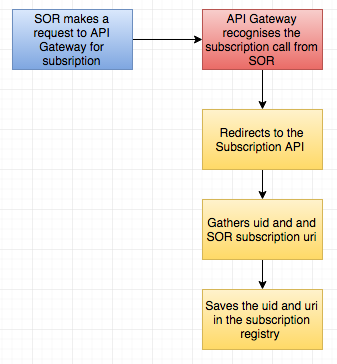 SOR makes a
request to API
Gateway for
subsription
API Gateway
recognises the
subscription call from
SOR
Redirects to the
Subscription API
Gathers uid and and
SOR subscription uri
Saves the uid and uri
in the subscription
registry